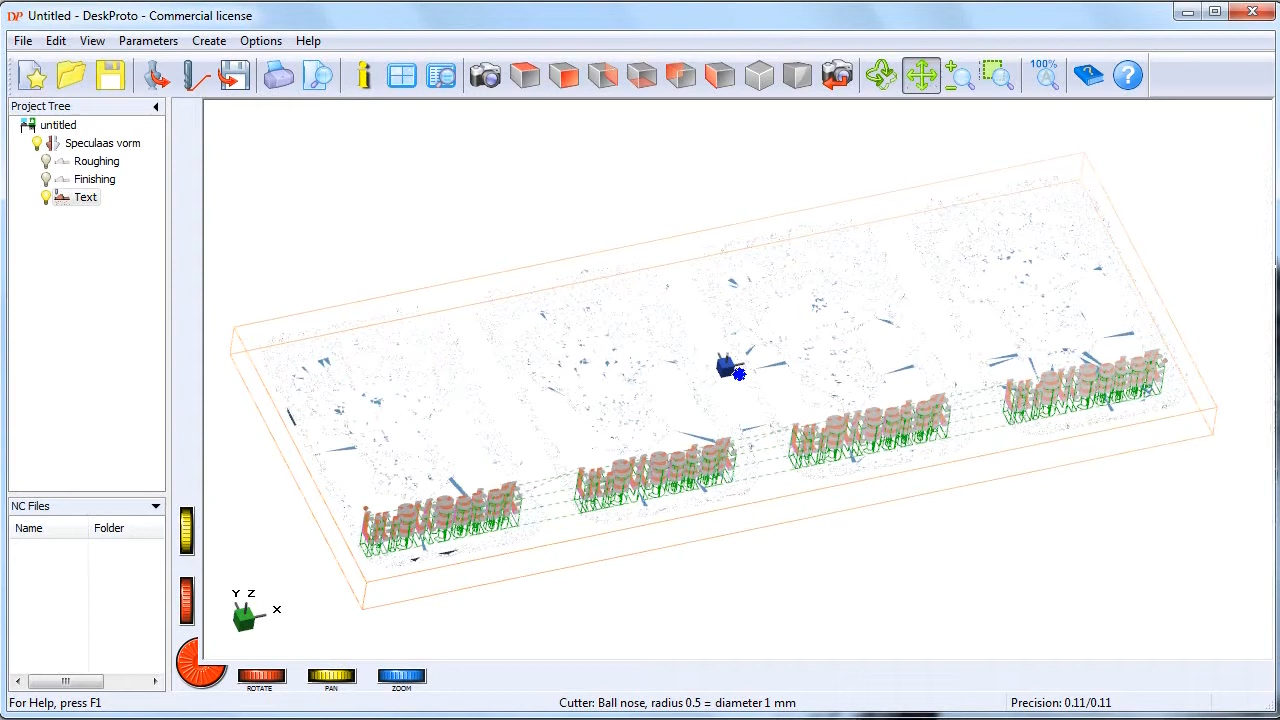 Untitled - DeskProto - Commercial license
File Edit View Parameters Create Options Help
100%
Project Tree
untitled
Speculaas vorm
Roughing
Finishing
Text
NC Files
Name Folder
Y Z
X
ROTATE PAN ZOOM
For Help, press F1
Cutter: Ball nose, radius 0.5 = diameter 1 mm
Precision: 0.11/0.11